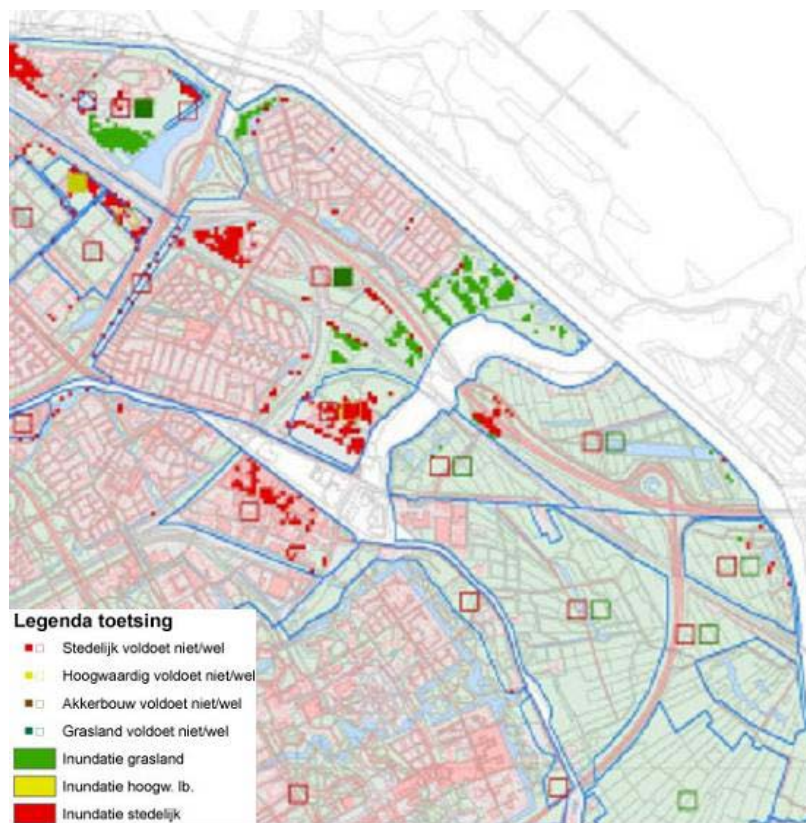 Legenda toetsing
Stedelijk voldoet niet/wel
Hoogwaardig voldoet niet/wel
Akkerbouw voldoet niet/wel
Grasland voldoet niet/wel
Inundatie grasland
Inundatie hoogw. lb.
Inundatie stedelijk